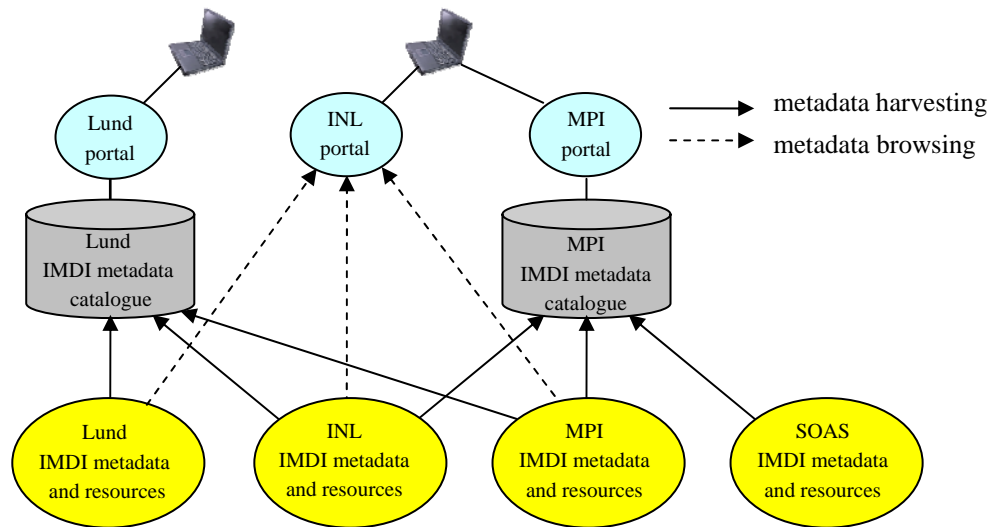 Lund
portal
INL
portal
MPI
portal
metadata harvesting
metadata browsing
Lund
IMDI metadata
catalogue
MPI
IMDI metadata
catalogue
Lund
IMDI metadata
and resources
INL
IMDI metadata
and resources
MPI
IMDI metadata
and resources
SOAS
IMDI metadata
and resources